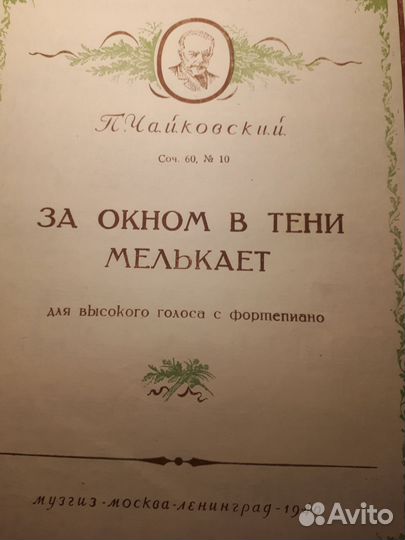 П. Чайковский.
Соч. 60, № 10
ЗА ОКНОМ В ТЕНИ
МЕЛЬКАЕТ
для высокого голоса с фортепиано
МУЗГИЗ-МОСКВА-ЛЕНИНГРАД-
Avito